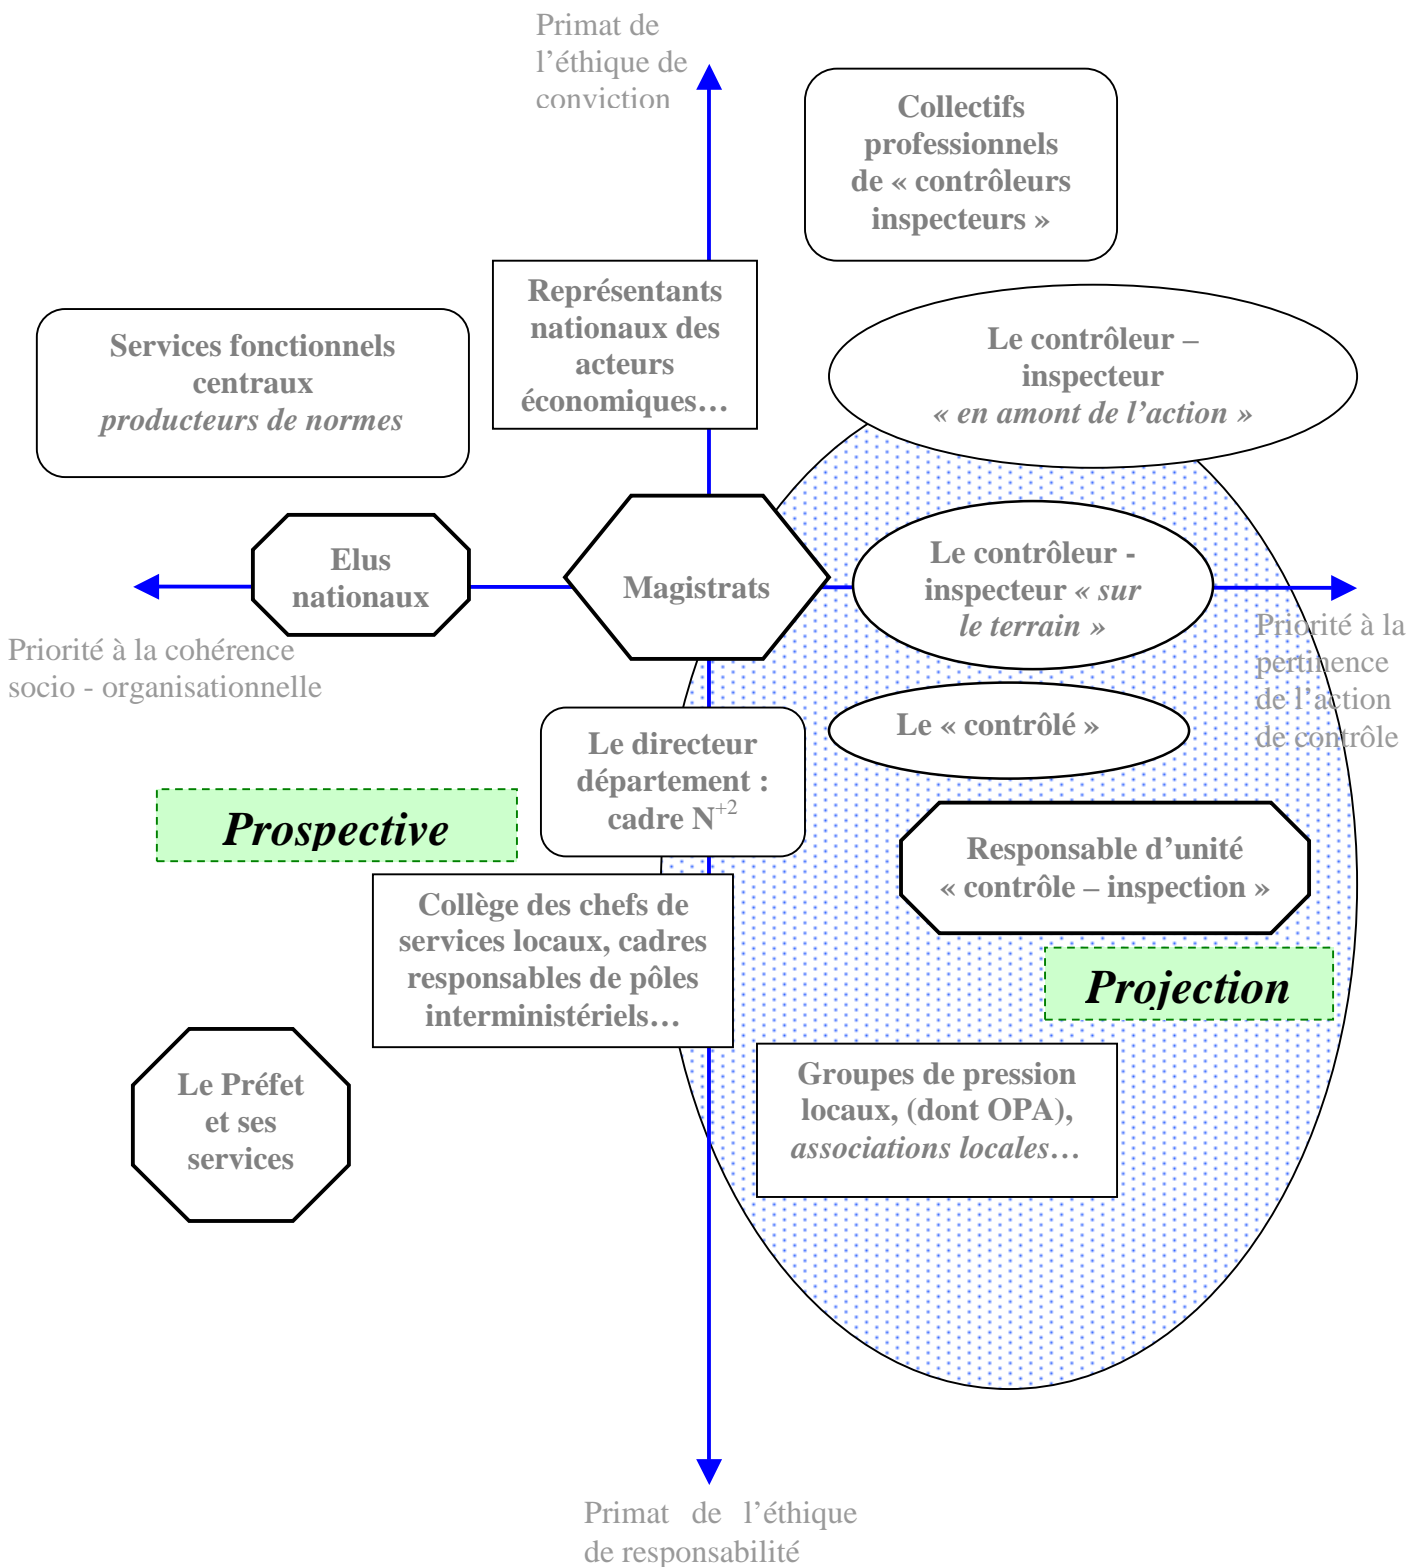 Primat de
l’éthique de
conviction
Collectifs
professionnels
de « contrôleurs
inspecteurs »
Représentants
nationaux des
acteurs
économiques…
Services fonctionnels
centraux
producteurs de normes
Le contrôleur –
inspecteur
« en amont de l’action »
Elus
nationaux
Magistrats
Le contrôleur -
inspecteur « sur
le terrain »
Priorité à la cohérence
socio - organisationnelle
Priorité à la
pertinence
de l’action
de contrôle
Le « contrôlé »
Le directeur
département :
cadre N+2
Prospective
Responsable d’unité
« contrôle – inspection »
Collège des chefs de
services locaux, cadres
responsables de pôles
interministériels…
Projection
Le Préfet
et ses
services
Groupes de pression
locaux, (dont OPA),
associations locales…
Primat de l’éthique
de responsabilité